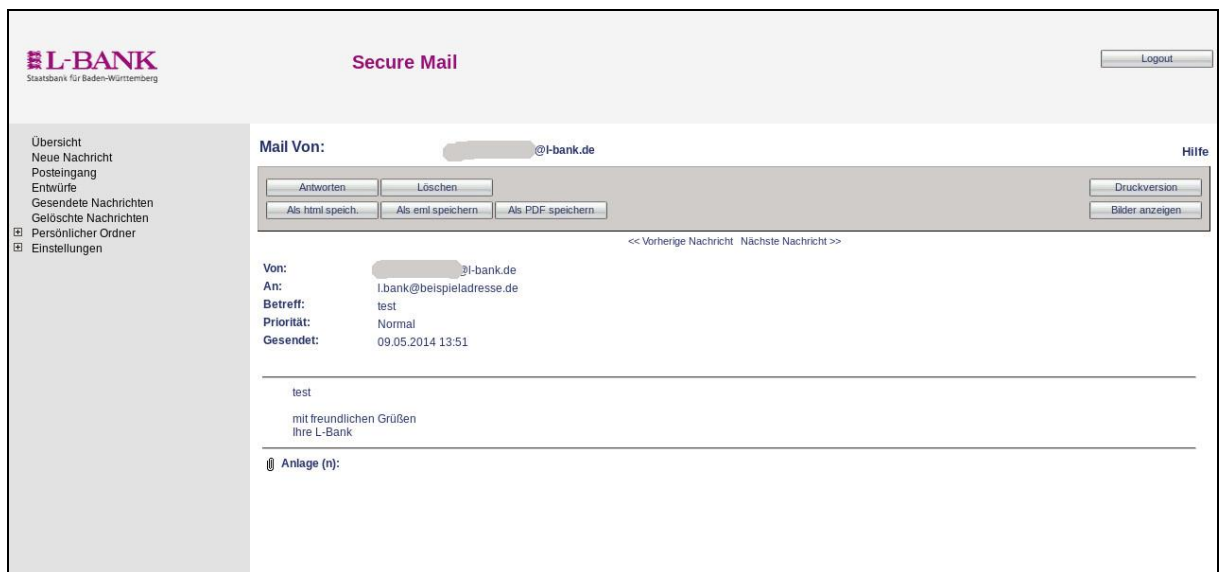 L-BANK
Staatsbank für Baden-Württemberg
Secure Mail
Logout
Übersicht
Neue Nachricht
Posteingang
Entwürfe
Gesendete Nachrichten
Gelöschte Nachrichten
Persönlicher Ordner
Einstellungen
Mail Von: @l-bank.de
Hilfe
Antworten Löschen Druckversion
Als html speich. Als eml speichern Als PDF speichern Bilder anzeigen
<< Vorherige Nachricht Nächste Nachricht >>
Von: @l-bank.de
An: l.bank@beispieladresse.de
Betreff: test
Priorität: Normal
Gesendet: 09.05.2014 13:51
test
mit freundlichen Grüßen
Ihre L-Bank
Anlage (n):